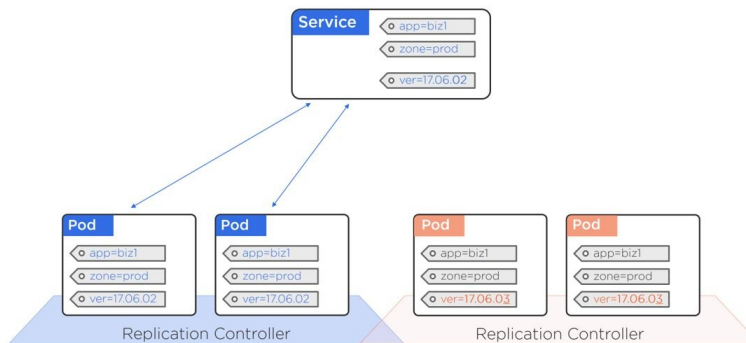 Service
app=biz1
zone=prod
ver=17.06.02
Pod
app=biz1
zone=prod
ver=17.06.02
Pod
app=biz1
zone=prod
ver=17.06.02
Pod
app=biz1
zone=prod
ver=17.06.03
Pod
app=biz1
zone=prod
ver=17.06.03
Replication Controller
Replication Controller